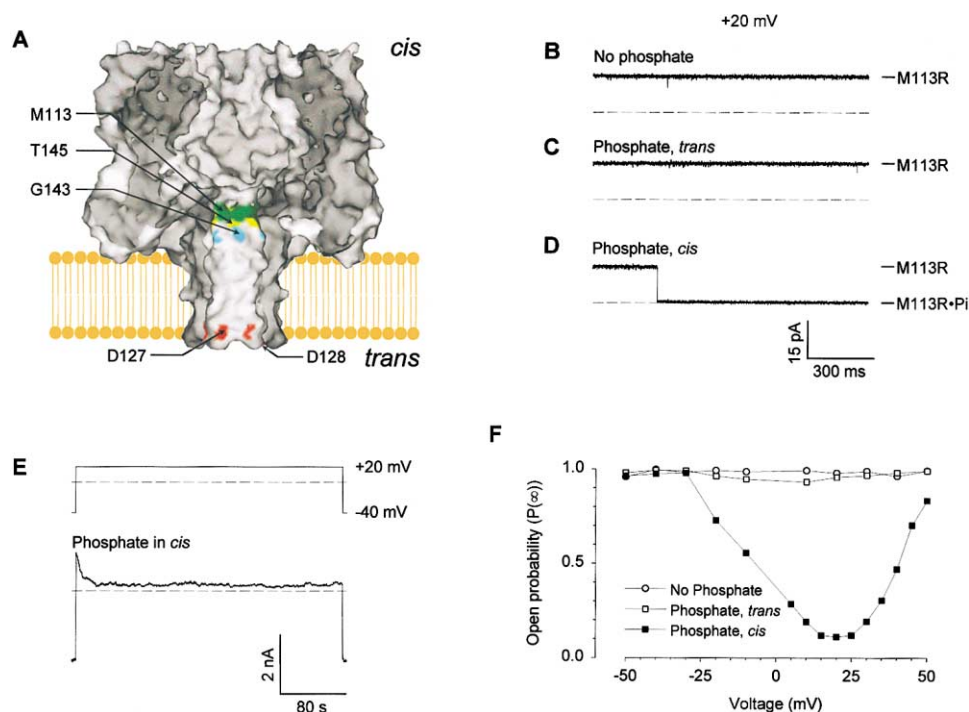 A
cis
M113
T145
G143
D127
D128
trans
+20 mV
B
No phosphate
M113R
C
Phosphate, trans
M113R
D
Phosphate, cis
M113R
M113R•Pi
15 pA
300 ms
E
+20 mV
-40 mV
Phosphate in cis
2 nA
80 s
F
Open probability (P(∞))
1.0
0.5
0.0
No Phosphate
Phosphate, trans
Phosphate, cis
-50 -25 0 25 50
Voltage (mV)